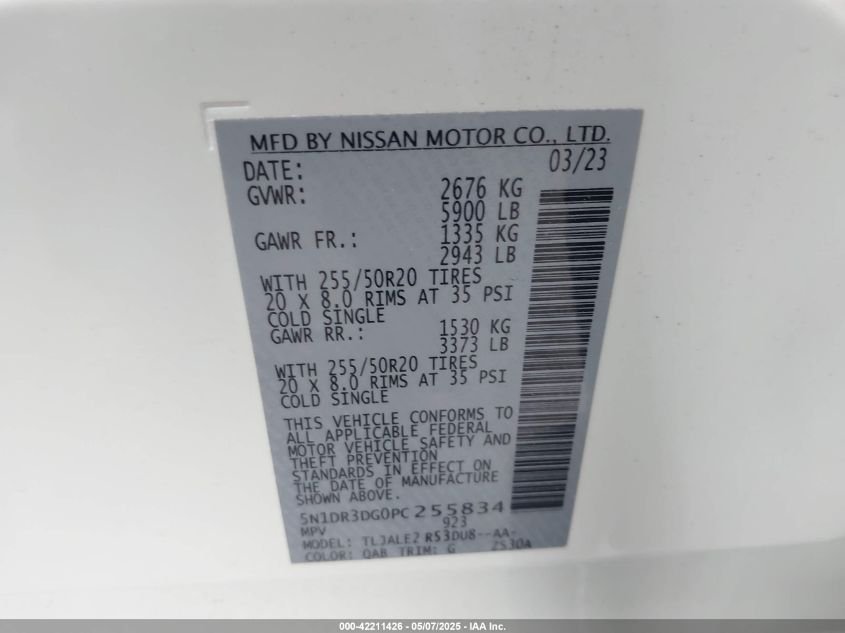 MFD BY NISSAN MOTOR CO., LTD.
DATE: 03/23
GVWR: 2676 KG
5900 LB
GAWR FR.: 1335 KG
2943 LB
WITH 255/50R20 TIRES
20 X 8.0 RIMS AT 35 PSI
COLD SINGLE
GAWR RR.: 1530 KG
3373 LB
WITH 255/50R20 TIRES
20 X 8.0 RIMS AT 35 PSI
COLD SINGLE
THIS VEHICLE CONFORMS TO
ALL APPLICABLE FEDERAL
MOTOR VEHICLE SAFETY AND
THEFT PREVENTION
STANDARDS IN EFFECT ON
THE DATE OF MANUFACTURE
SHOWN ABOVE.
5N1DR3DG0PC255834
MPV 923
MODEL: TLJALE2 RS3DU8--AA-
COLOR: QAB TRIM: G ZS30A
000-42211426 - 05/07/2025 - IAA Inc.